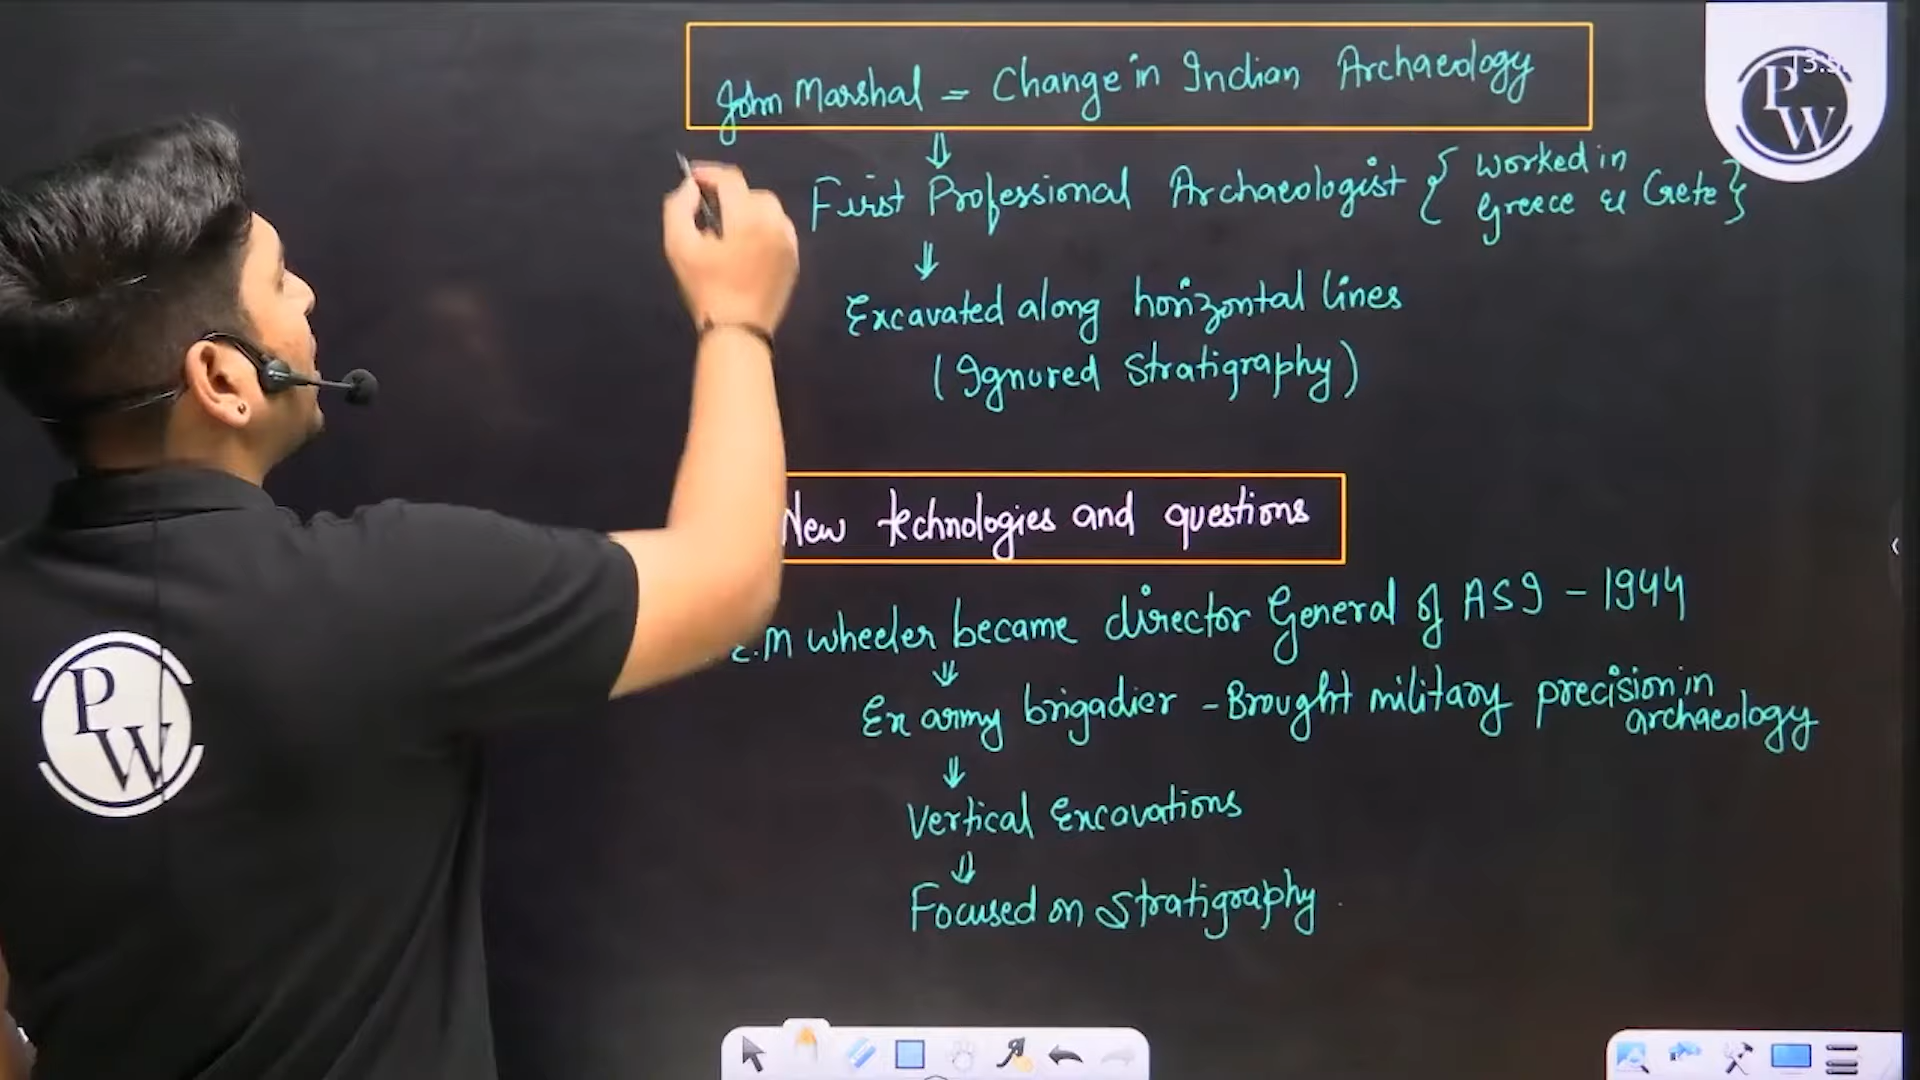 John Marshal = Change in Indian Archaeology
First Professional Archaeologist { Worked in Greece & Crete }
Excavated along horizontal lines
(Ignored Stratigraphy)
New technologies and questions
E.M Wheeler became director General of ASI - 1944
Ex army brigadier - Brought military precision in archaeology
Vertical Excavations
Focused on Stratigraphy
PW
PW